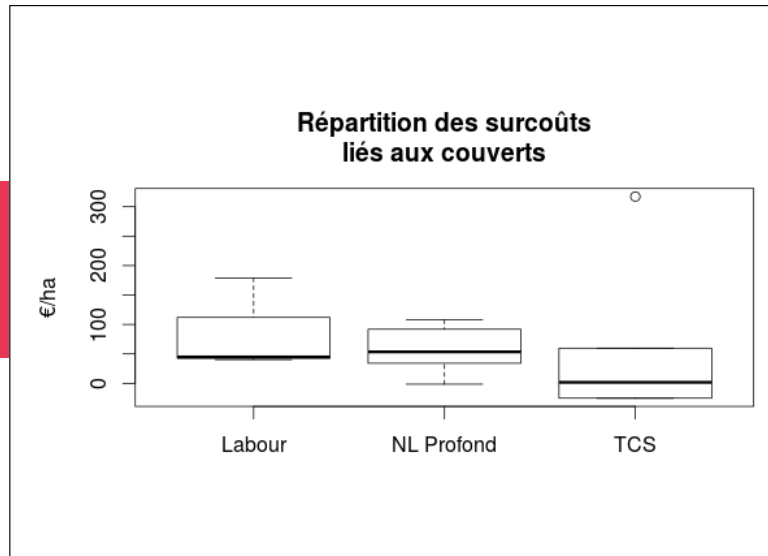 Répartition des surcoûts
liés aux couverts
€/ha
300
200
100
0
Labour
NL Profond
TCS